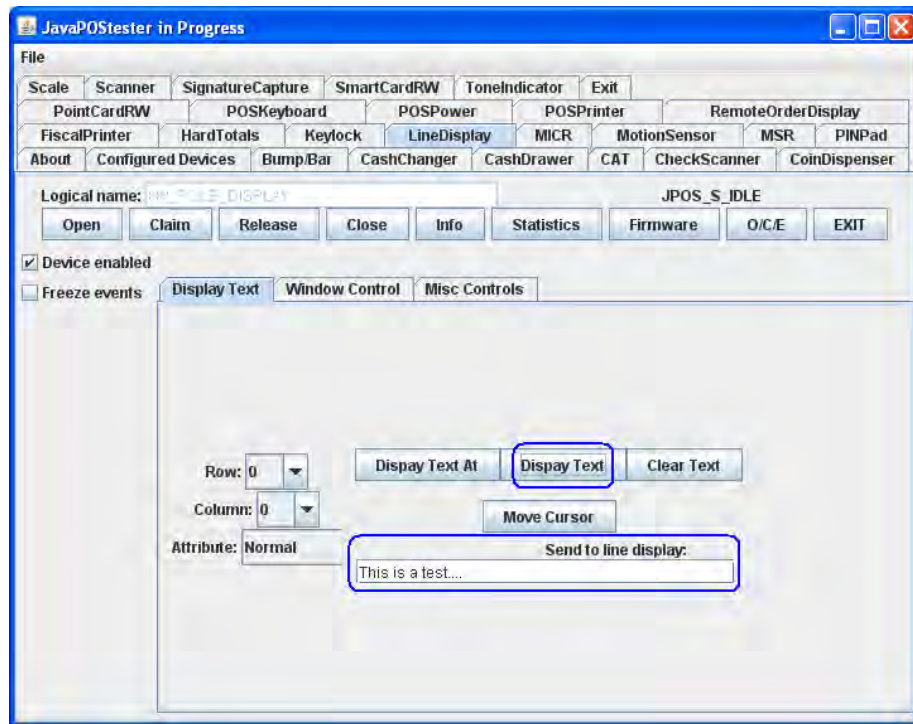 JavaPOStester in Progress
File
Scale Scanner SignatureCapture SmartCardRW ToneIndicator Exit
PointCardRW POSKeyboard POSPower POSPrinter RemoteOrderDisplay
FiscalPrinter HardTotals Keylock LineDisplay MICR MotionSensor MSR PINPad
About Configured Devices Bump/Bar CashChanger CashDrawer CAT CheckScanner CoinDispenser
Logical name: POLE_DISPLAY JPOS_S_IDLE
Open Claim Release Close Info Statistics Firmware O/C/E EXIT
Device enabled
Freeze events Display Text Window Control Misc Controls
Row: 0 Dispay Text At Dispay Text Clear Text
Column: 0 Move Cursor
Attribute: Normal Send to line display:
This is a test....